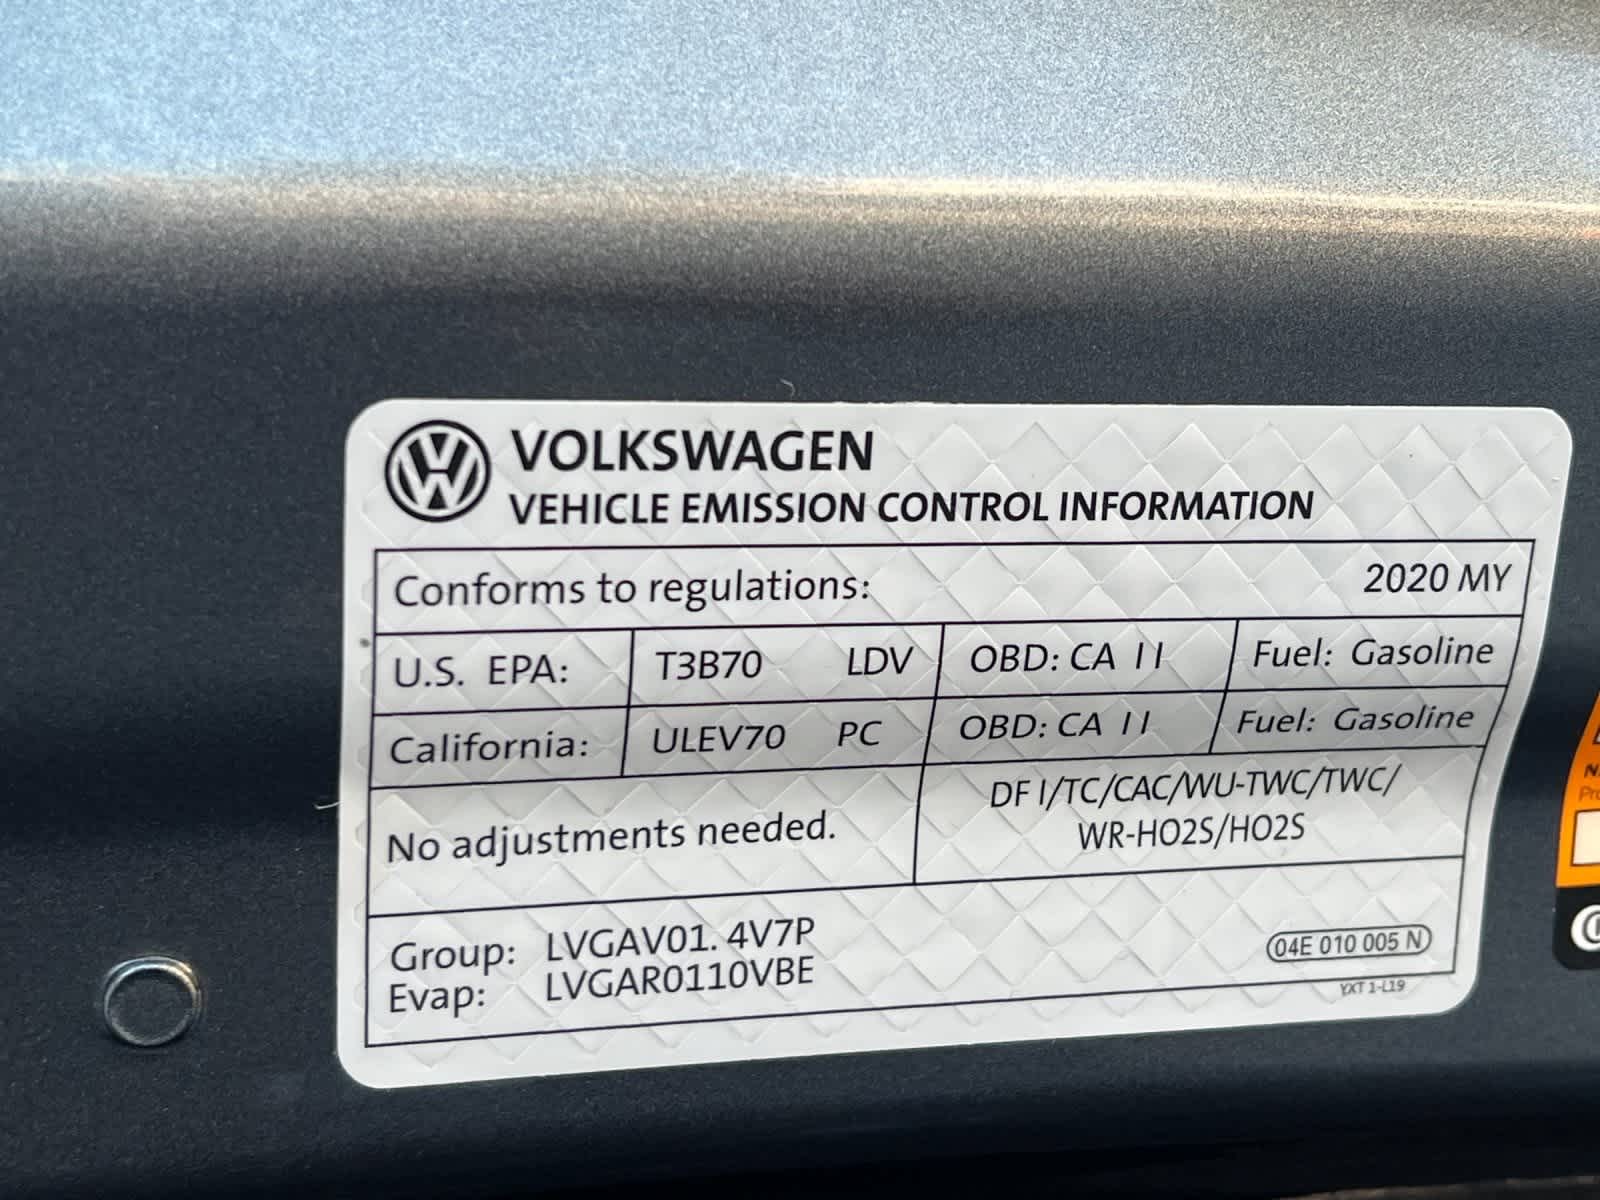 VOLKSWAGEN
VEHICLE EMISSION CONTROL INFORMATION
Conforms to regulations: 2020 MY
U.S. EPA: T3B70 LDV OBD: CA II Fuel: Gasoline
California: ULEV70 PC OBD: CA II Fuel: Gasoline
No adjustments needed.
DFI/TC/CAC/WU-TWC/TWC/
WR-HO2S/HO2S
Group: LVGAV01.4V7P
Evap: LVGAR0110VBE
04E 010 005 N
YXT 1-L19